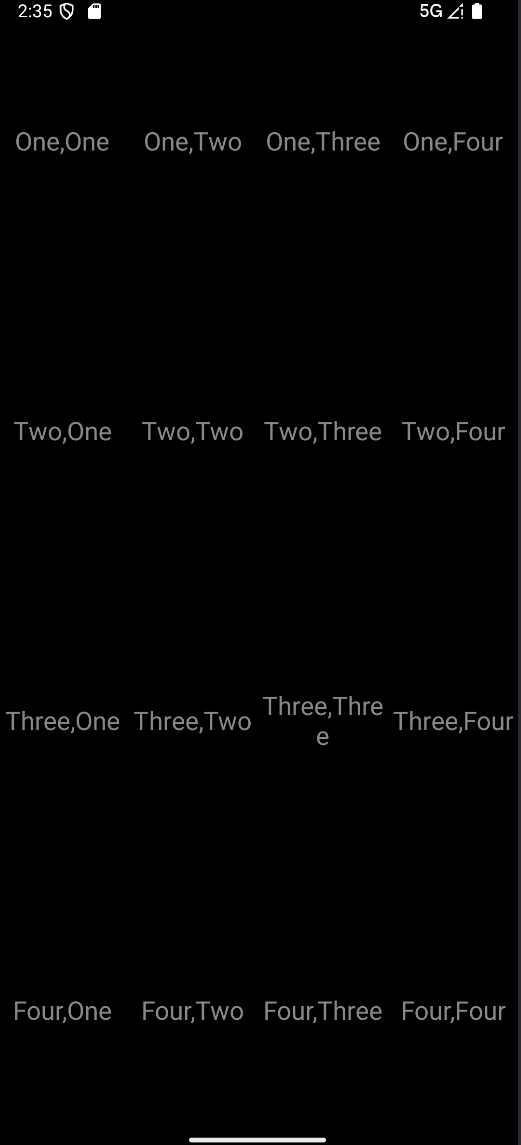 2:35 5G
One,One One,Two One,Three One,Four
Two,One Two,Two Two,Three Two,Four
Three,One Three,Two Three,Thre
e Three,Four
Four,One Four,Two Four,Three Four,Four